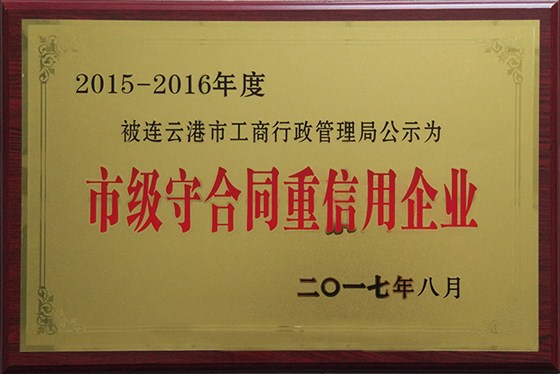 2015-2016年度
被连云港市工商行政管理局公示为
市级守合同重信用企业
二〇一七年八月